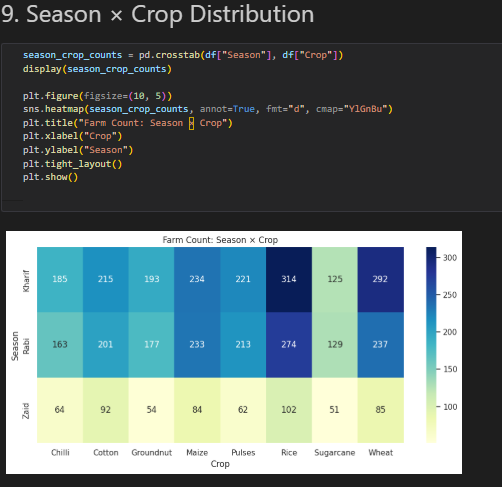 9. Season × Crop Distribution
season_crop_counts = pd.crosstab(df["Season"], df["Crop"])
display(season_crop_counts)
plt.figure(figsize=(10, 5))
sns.heatmap(season_crop_counts, annot=True, fmt="d", cmap="YlGnBu")
plt.title("Farm Count: Season × Crop")
plt.xlabel("Crop")
plt.ylabel("Season")
plt.tight_layout()
plt.show()
Farm Count: Season × Crop
Kharif 185 215 193 234 221 314 125 292
Rabi 163 201 177 233 213 274 129 237
Zaid 64 92 54 84 62 102 51 85
Season
Chilli Cotton Groundnut Maize Pulses Rice Sugarcane Wheat
Crop
300
250
200
150
100